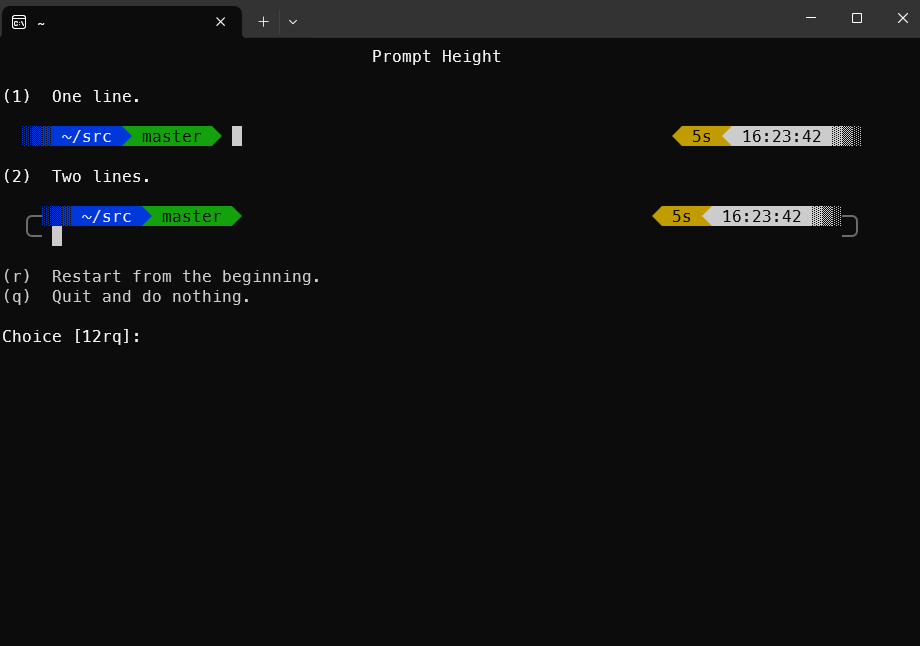 ~
Prompt Height
(1) One line.
~/src master 5s 16:23:42
(2) Two lines.
~/src master 5s 16:23:42
(r) Restart from the beginning.
(q) Quit and do nothing.
Choice [12rq]: